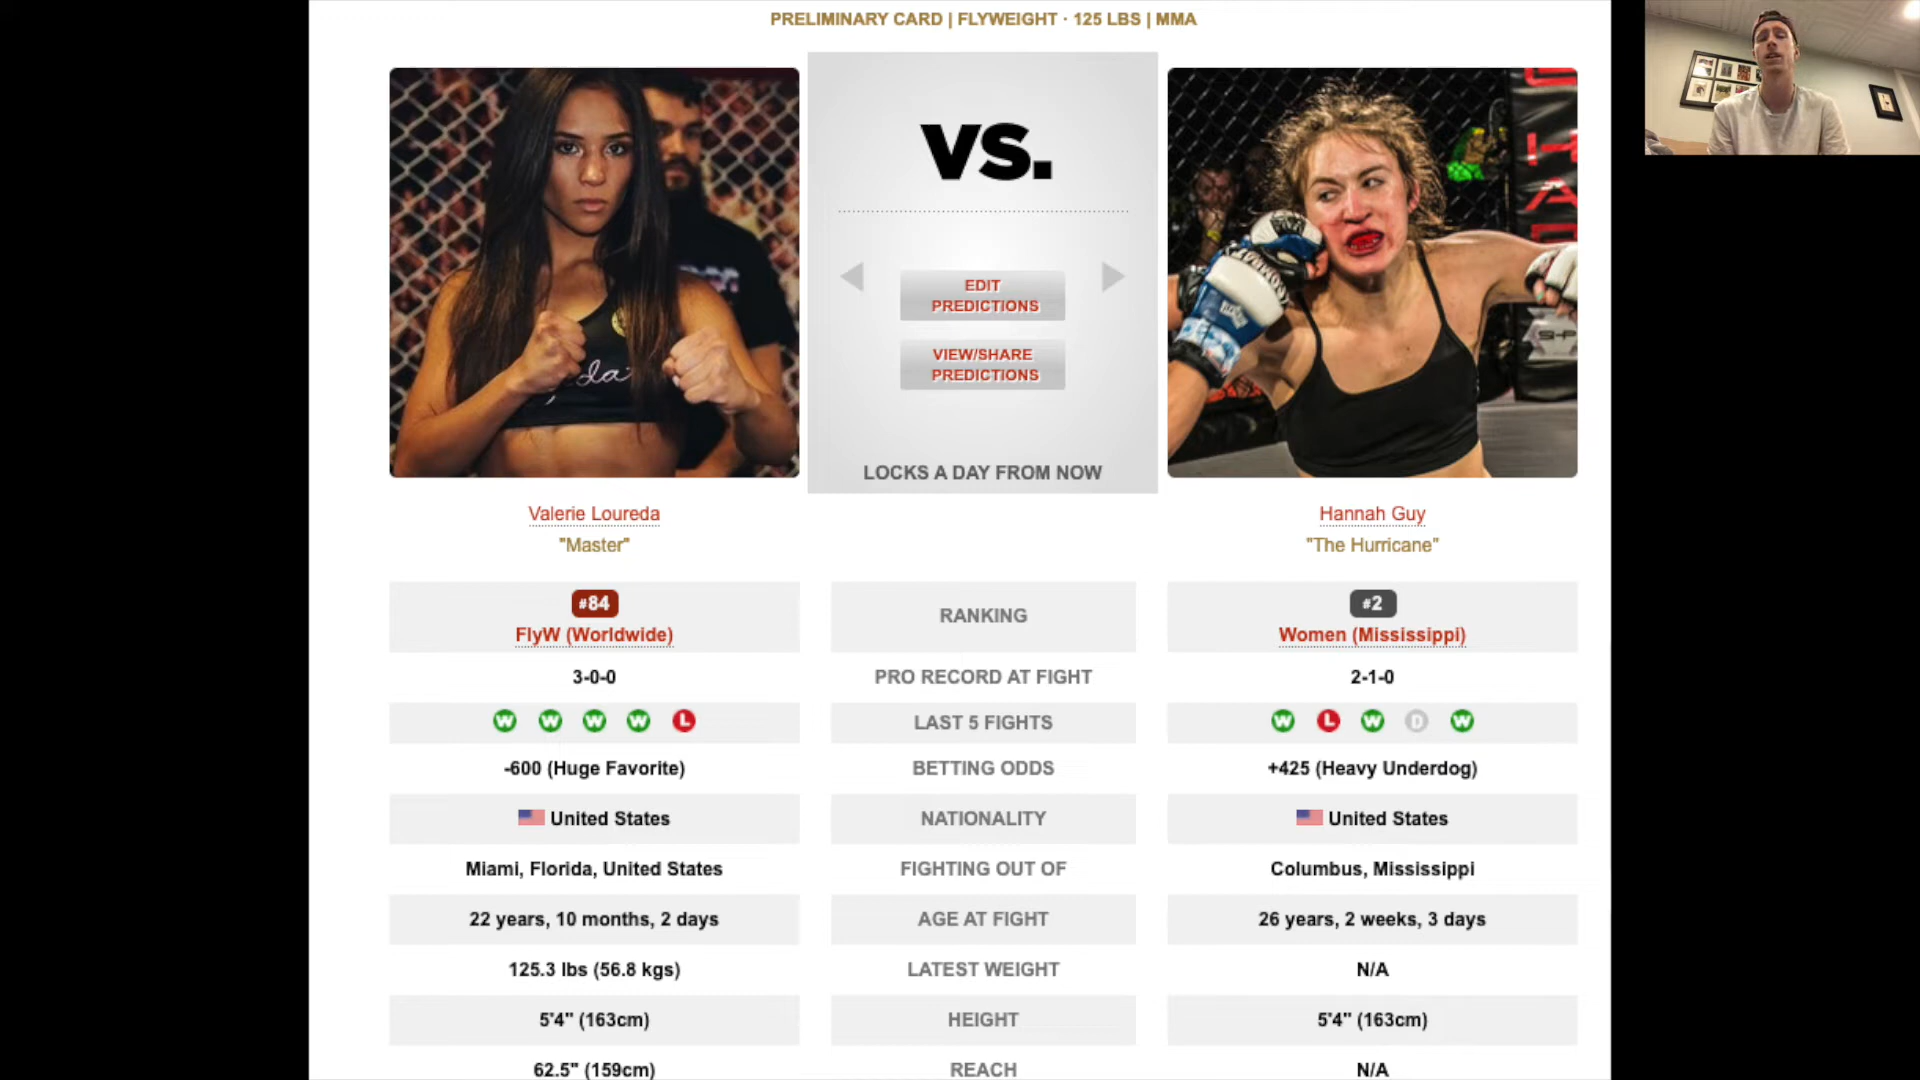 PRELIMINARY CARD | FLYWEIGHT · 125 LBS | MMA
VS.
EDIT
PREDICTIONS
VIEW/SHARE
PREDICTIONS
LOCKS A DAY FROM NOW
Valerie Loureda
Hannah Guy
"Master"
"The Hurricane"
#84
FlyW (Worldwide)
RANKING
#2
Women (Mississippi)
3-0-0
PRO RECORD AT FIGHT
2-1-0
W W W W L
LAST 5 FIGHTS
W L W D W
-600 (Huge Favorite)
BETTING ODDS
+425 (Heavy Underdog)
United States
NATIONALITY
United States
Miami, Florida, United States
FIGHTING OUT OF
Columbus, Mississippi
22 years, 10 months, 2 days
AGE AT FIGHT
26 years, 2 weeks, 3 days
125.3 lbs (56.8 kgs)
LATEST WEIGHT
N/A
5'4" (163cm)
HEIGHT
5'4" (163cm)
62.5" (159cm)
REACH
N/A